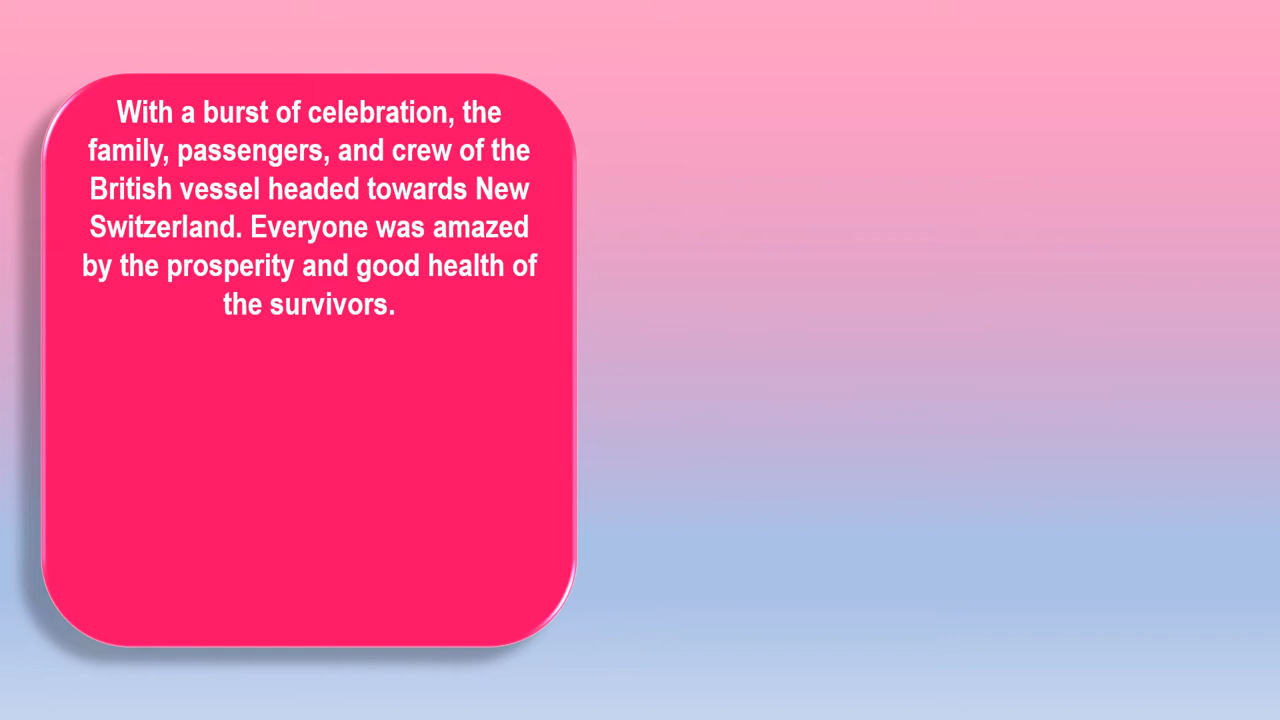 With a burst of celebration, the
family, passengers, and crew of the
British vessel headed towards New
Switzerland. Everyone was amazed
by the prosperity and good health of
the survivors.